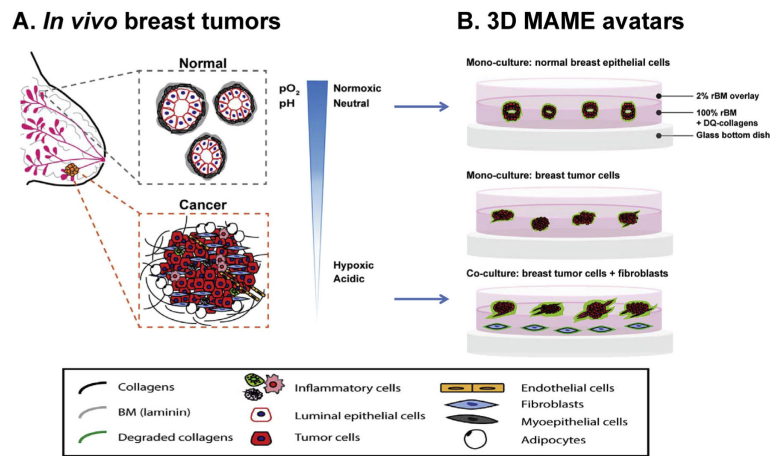 A. In vivo breast tumors
B. 3D MAME avatars
Normal
pO2
pH
Normoxic
Neutral
Cancer
Hypoxic
Acidic
Mono-culture: normal breast epithelial cells
2% rBM overlay
100% rBM
+ DQ-collagens
Glass bottom dish
Mono-culture: breast tumor cells
Co-culture: breast tumor cells + fibroblasts
Collagens
BM (laminin)
Degraded collagens
Inflammatory cells
Luminal epithelial cells
Tumor cells
Endothelial cells
Fibroblasts
Myoepithelial cells
Adipocytes